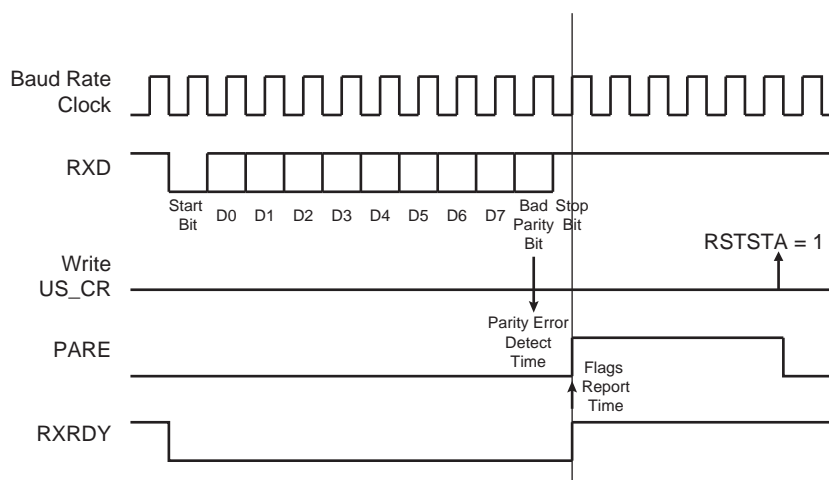 Baud Rate
Clock
RXD
Start
Bit
D0
D1
D2
D3
D4
D5
D6
D7
Bad
Parity
Bit
Stop
Bit
RSTSTA = 1
Write
US_CR
Parity Error
Detect
Time
PARE
Flags
Report
Time
RXRDY